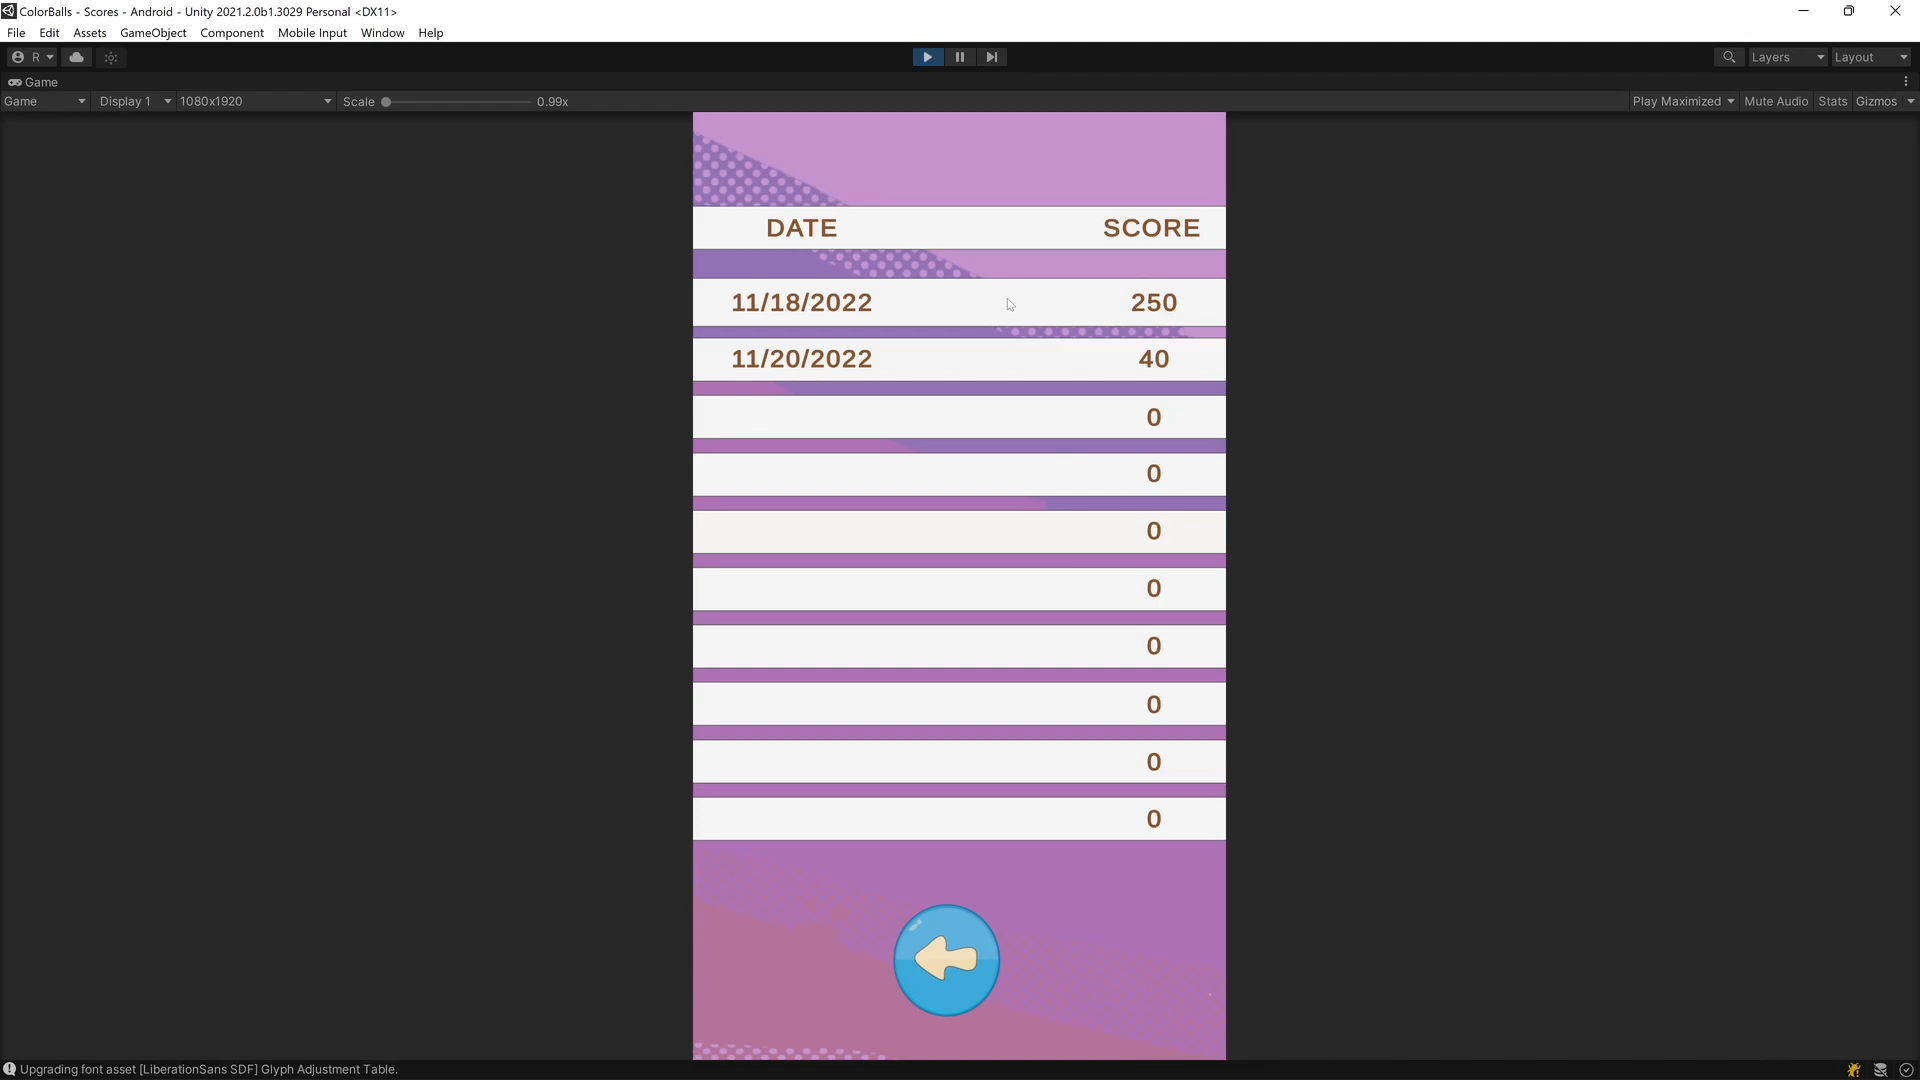 ColorBalls - Scores - Android - Unity 2021.2.0b1.3029 Personal <DX11>
File Edit Assets GameObject Component Mobile Input Window Help
R Layers Layout
Game
Game Display 1 1080x1920 Scale 0.99x Play Maximized Mute Audio Stats Gizmos
DATE SCORE
11/18/2022 250
11/20/2022 40
0
0
0
0
0
0
0
0
Upgrading font asset [LiberationSans SDF] Glyph Adjustment Table.